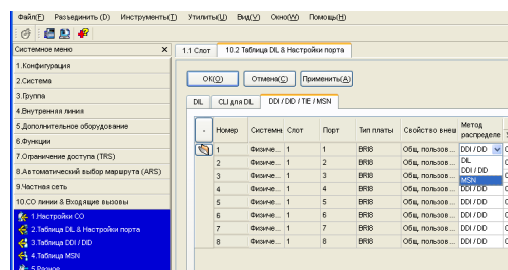 Файл(F) Разъединить (D) Инструменты(T) Утилиты(U) Вид(V) Окно(W) Помощь(H)
Системное меню X
1.1 Слот 10.2 Таблица DIL & Настройки порта
1.Конфигурация
2.Система
3.Группа
4.Внутренняя линия
5.Дополнительное оборудование
6.Функции
7.Ограничение доступа (TRS)
8.Автоматический выбор маршрута (ARS)
9.Частная сеть
10.CO линии & Входящие вызовы
1.Настройки CO
2.Таблица DIL & Настройки порта
3.Таблица DDI / DID
4.Таблица MSN
5.Разное
OK(O) Отмена(C) Применить(A)
DIL CLI для DIL DDI / DID / TIE / MSN
Номер Системна Слот Порт Тип платы Свойство внеш Метод распределе
1 Физиче... 1 1 BRI8 Общ. пользов ... DDI / DID
2 Физиче... 1 2 BRI8 Общ. пользов ... DIL
3 Физиче... 1 3 BRI8 Общ. пользов ... DDI / DID
MSN
4 Физиче... 1 4 BRI8 Общ. пользов ... DDI / DID
5 Физиче... 1 5 BRI8 Общ. пользов ... DDI / DID
6 Физиче... 1 6 BRI8 Общ. пользов ... DDI / DID
7 Физиче... 1 7 BRI8 Общ. пользов ... DDI / DID
8 Физиче... 1 8 BRI8 Общ. пользов ... DDI / DID